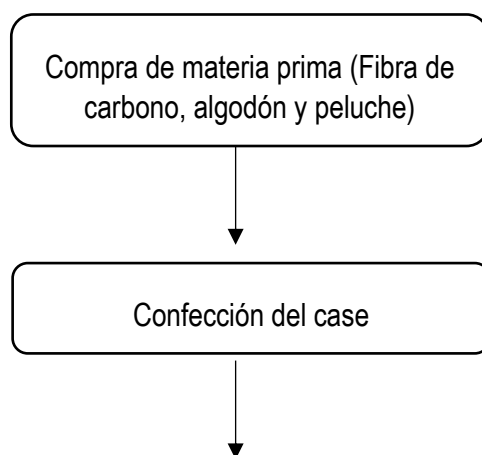 Compra de materia prima (Fibra de
carbono, algodón y peluche)
Confección del case